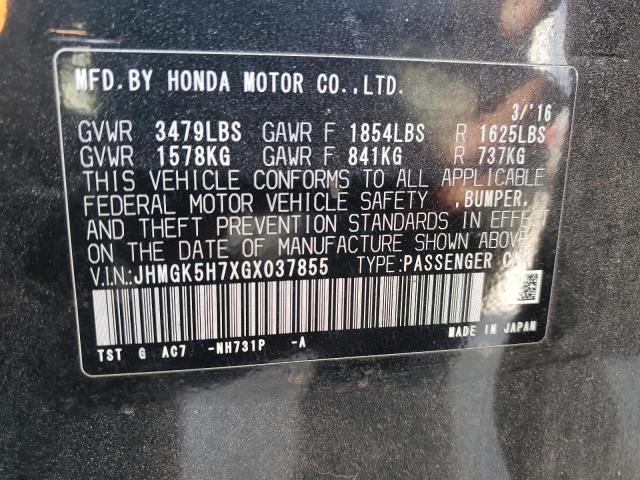 MFD.BY HONDA MOTOR CO.,LTD.
3/'16
GVWR 3479LBS GAWR F 1854LBS R 1625LBS
GVWR 1578KG GAWR F 841KG R 737KG
THIS VEHICLE CONFORMS TO ALL APPLICABLE
FEDERAL MOTOR VEHICLE SAFETY ,BUMPER,
AND THEFT PREVENTION STANDARDS IN EFFECT
ON THE DATE OF MANUFACTURE SHOWN ABOVE.
V.IN:JHMGK5H7XGX037855 TYPE:PASSENGER CAR
TST G AC7 -NH731P -A MADE IN JAPAN